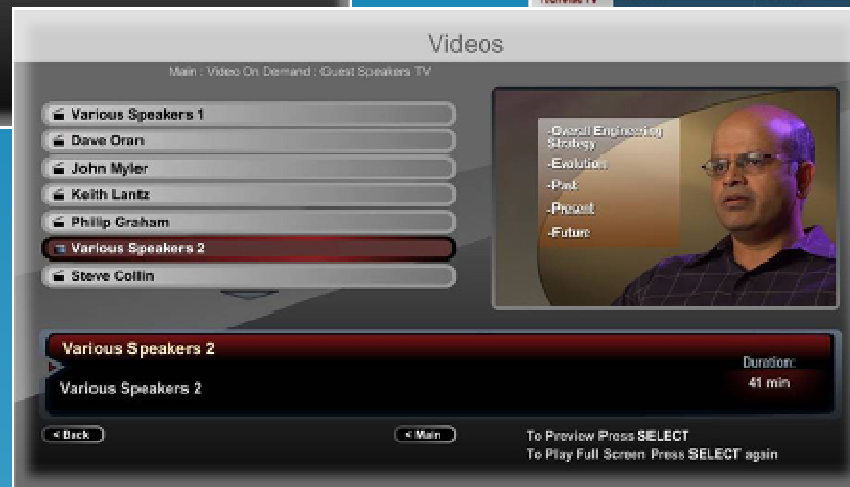 Videos
Main : Video On Demand : Guest Speakers TV
Various Speakers 1
Dave Oran
John Myler
Keith Lantz
Philip Graham
Various Speakers 2
Steve Collin
-Overall Engineering
Strategy
-Evolution
-Past
-Present
-Future
Various Speakers 2
Duration:
Various Speakers 2
41 min
< Back
< Main
To Preview Press SELECT
To Play Full Screen Press SELECT again